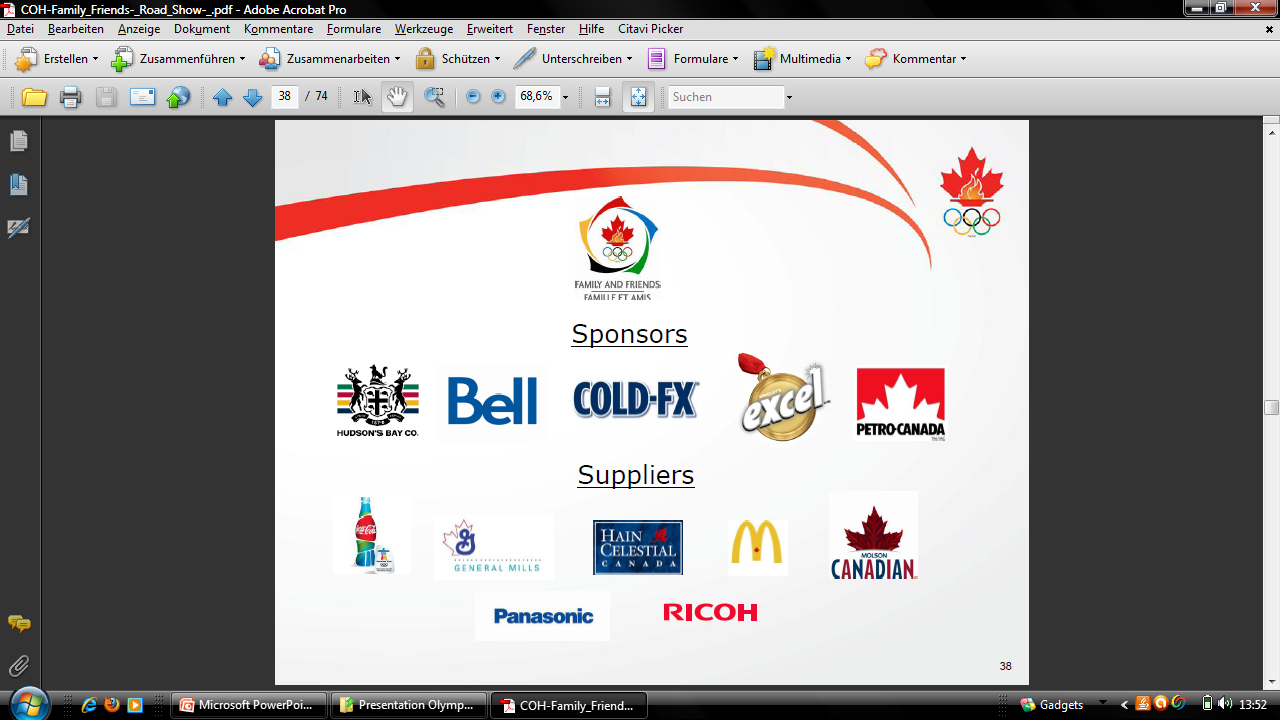 COH-Family_Friends-_Road_Show-_.pdf - Adobe Acrobat Pro
Datei Bearbeiten Anzeige Dokument Kommentare Formulare Werkzeuge Erweitert Fenster Hilfe Citavi Picker
Erstellen Zusammenführen Zusammenarbeiten Schützen Unterschreiben Formulare Multimedia Kommentar
38 / 74 68,6% Suchen
FAMILY AND FRIENDS
FAMILLE ET AMIS
Sponsors
HUDSON'S BAY CO. Bell COLD-FX excel PETRO-CANADA
Suppliers
Coca-Cola
GENERAL MILLS
HAIN CELESTIAL
CANADA
M
MOLSON
CANADIAN
Panasonic RICOH
38
Microsoft PowerPoi... Presentation Olymp... COH-Family_Friend... Gadgets 13:52